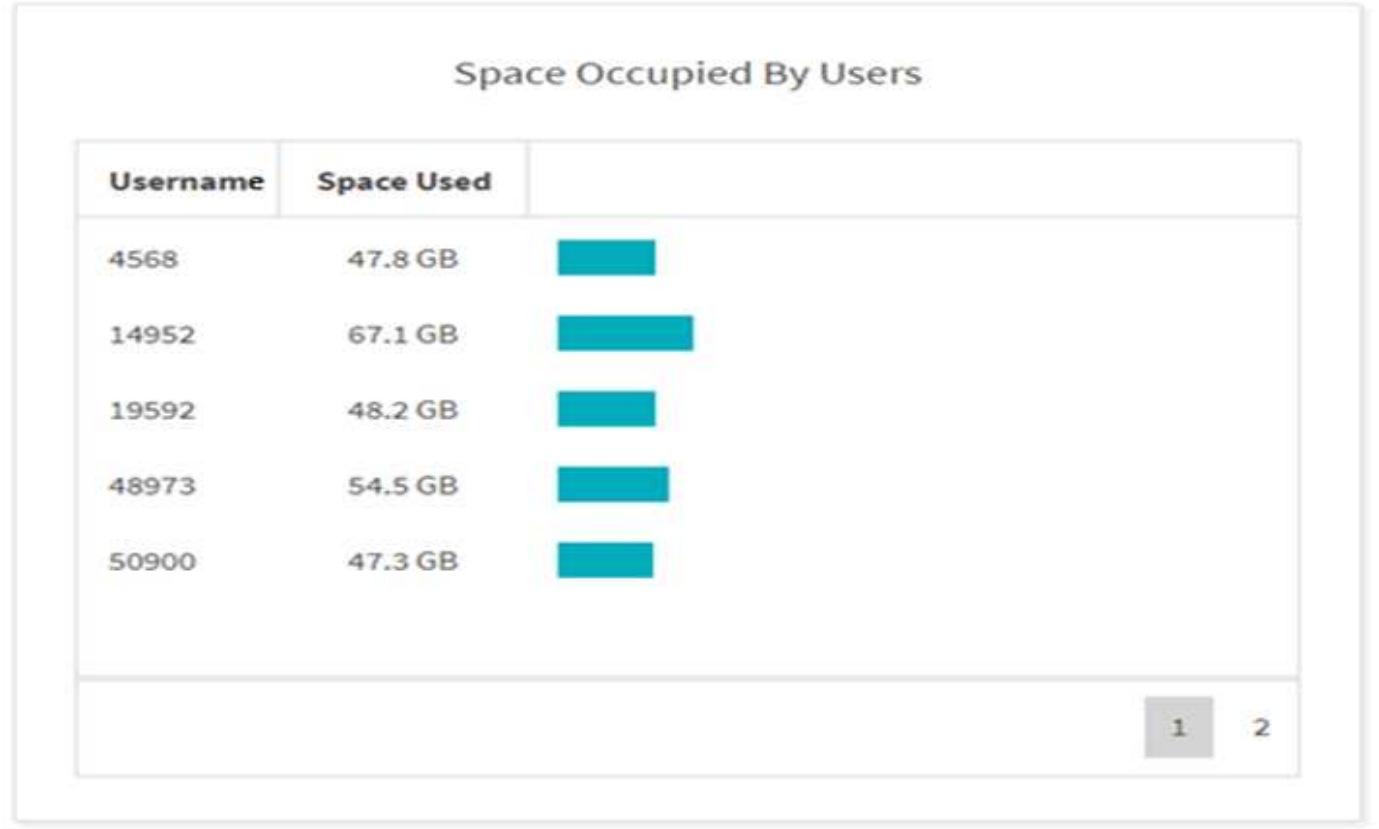 Space Occupied By Users
Username Space Used
4568 47.8 GB
14952 67.1 GB
19592 48.2 GB
48973 54.5 GB
50900 47.3 GB
1 2